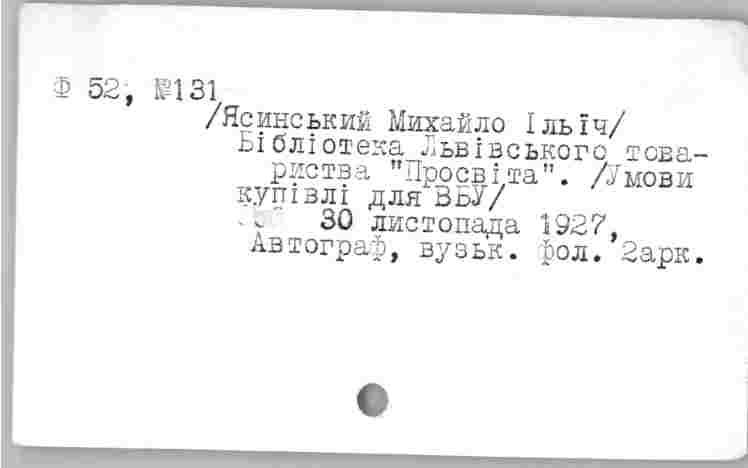 Ф 52, №131
/Ясинський Михайло Ільїч/
Бібліотека Львівського това-
риства "Просвіта". /Умови
купівлі для ВБУ/
30 листопада 1927,
Автограф, вузьк. фол. 2арк.